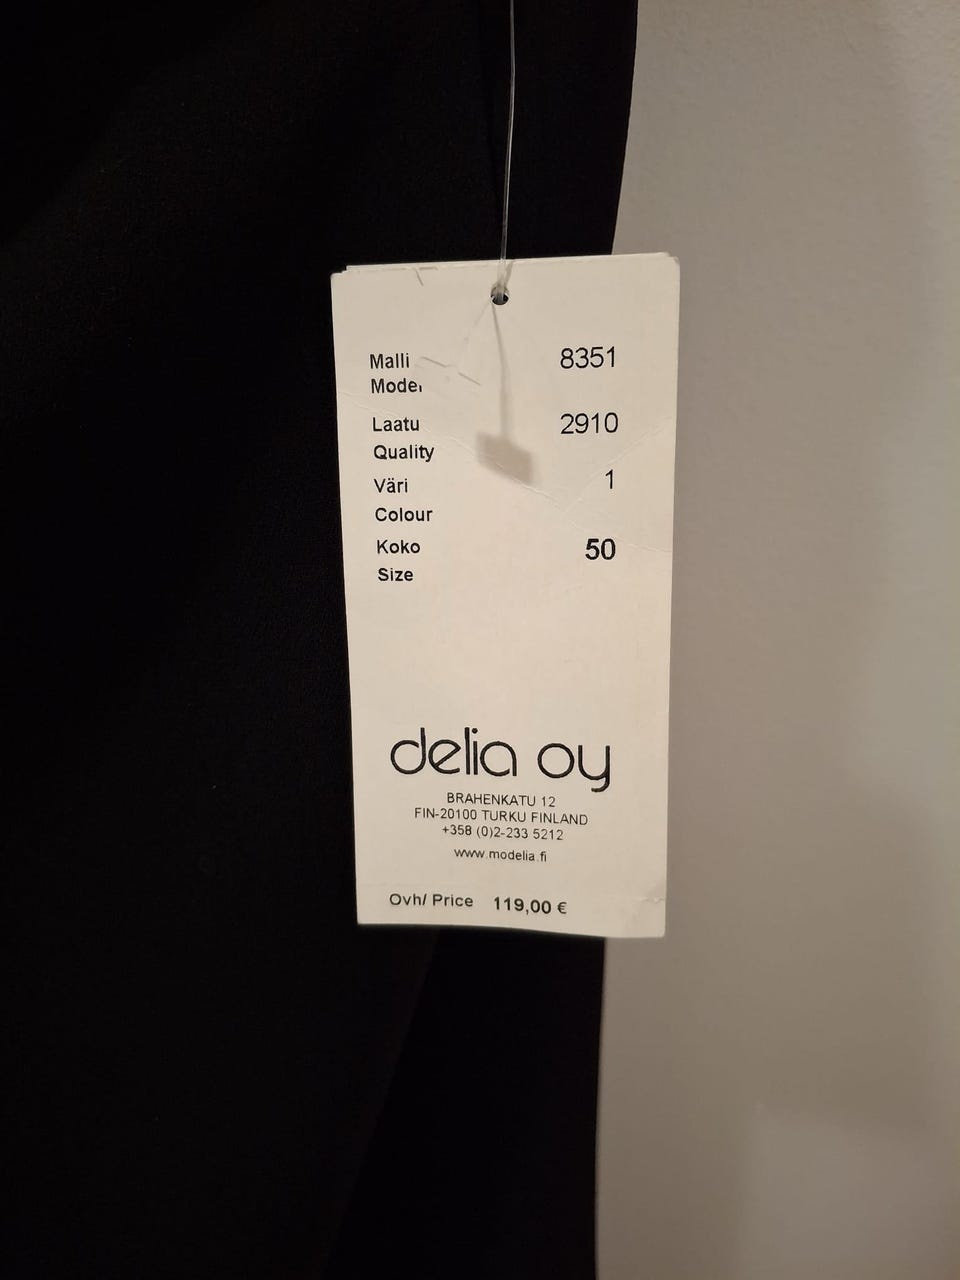 Malli 8351
Model
Laatu 2910
Quality
Väri 1
Colour
Koko 50
Size
delia oy
BRAHENKATU 12
FIN-20100 TURKU FINLAND
+358 (0)2-233 5212
www.modelia.fi
Ovh/ Price 119,00 €